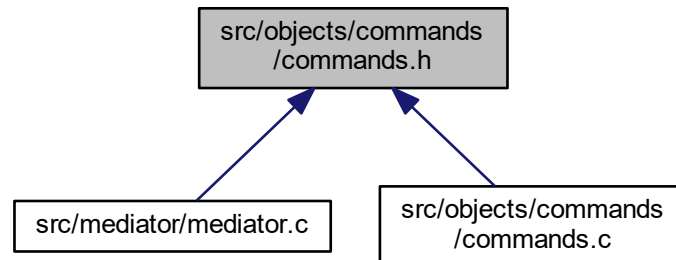 src/objects/commands
/commands.h
src/mediator/mediator.c
src/objects/commands
/commands.c